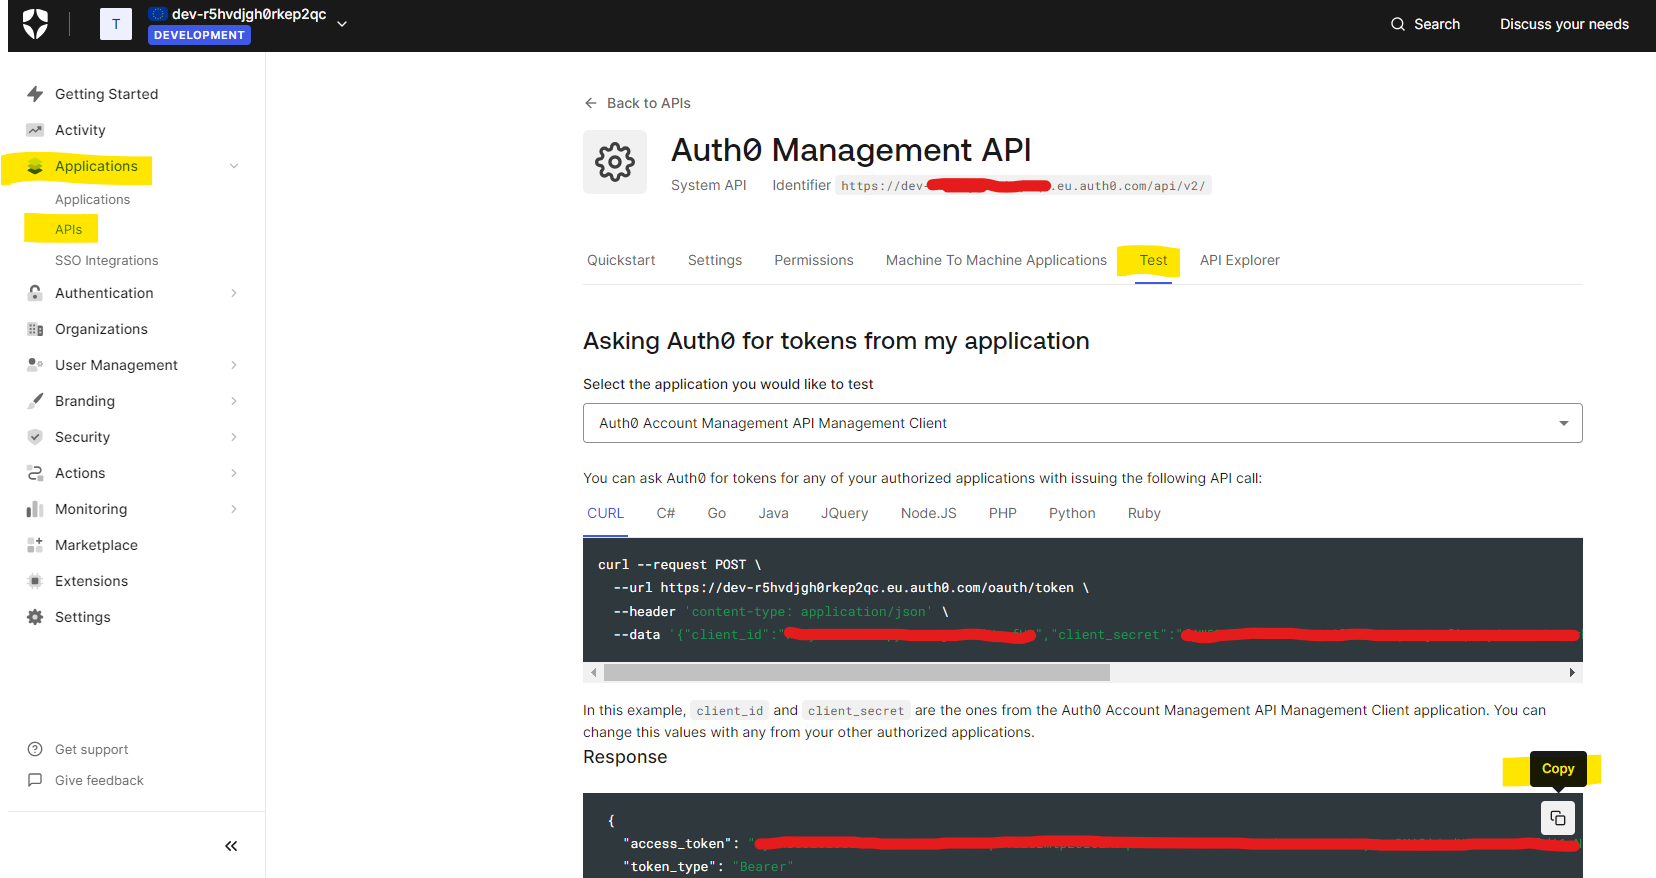 T
dev-r5hvdjgh0rkep2qc
DEVELOPMENT
Search
Discuss your needs
Getting Started
Activity
Applications
Applications
APIs
SSO Integrations
Authentication
Organizations
User Management
Branding
Security
Actions
Monitoring
Marketplace
Extensions
Settings
Get support
Give feedback
Back to APIs
Auth0 Management API
System API Identifier https://dev- .eu.auth0.com/api/v2/
Quickstart Settings Permissions Machine To Machine Applications Test API Explorer
Asking Auth0 for tokens from my application
Select the application you would like to test
Auth0 Account Management API Management Client
You can ask Auth0 for tokens for any of your authorized applications with issuing the following API call:
CURL C# Go Java JQuery Node.JS PHP Python Ruby
curl --request POST \
--url https://dev-r5hvdjgh0rkep2qc.eu.auth0.com/oauth/token \
--header 'content-type: application/json' \
--data '{"client_id":" ","client_secret":"
In this example, client_id and client_secret are the ones from the Auth0 Account Management API Management Client application. You can
change this values with any from your other authorized applications.
Response
Copy
{
"access_token": "
"token_type": "Bearer"